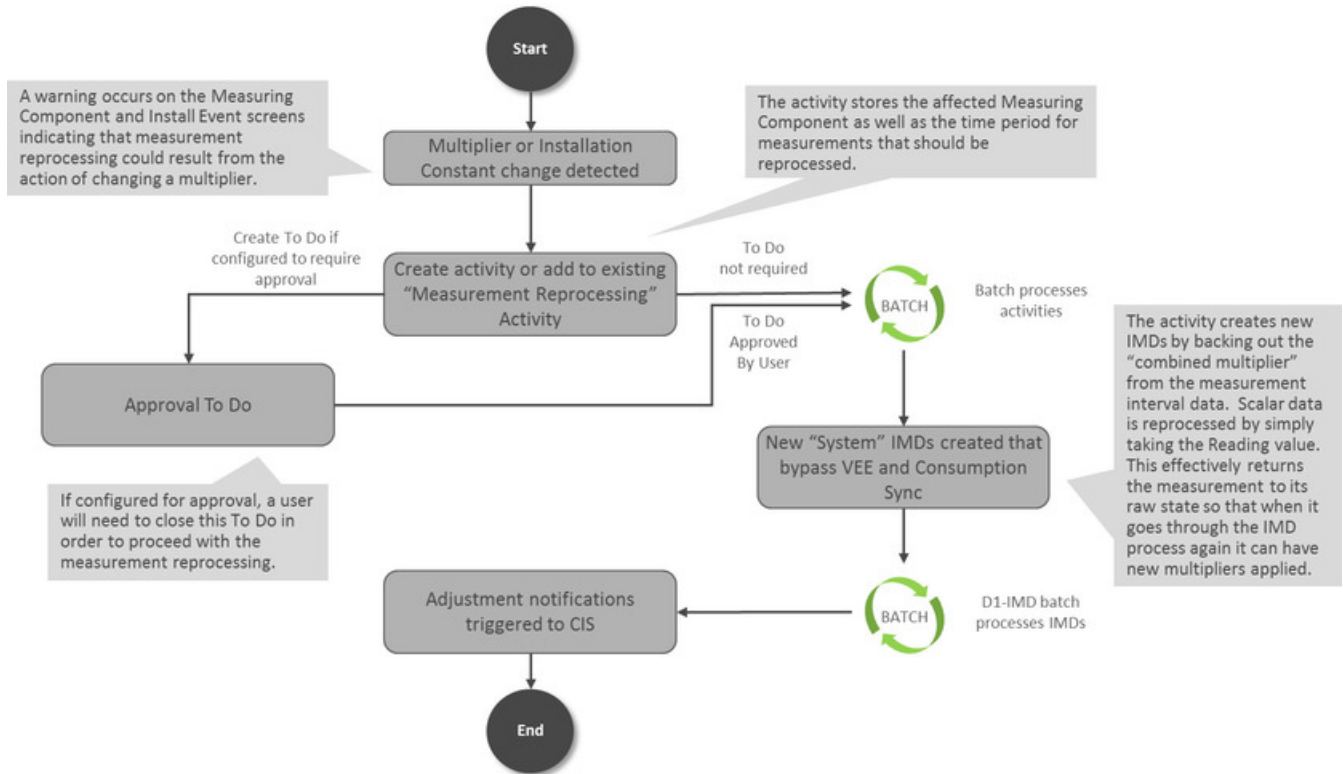 Start
A warning occurs on the Measuring
Component and Install Event screens
indicating that measurement
reprocessing could result from the
action of changing a multiplier.
The activity stores the affected Measuring
Component as well as the time period for
measurements that should be
reprocessed.
Multiplier or Installation
Constant change detected
Create To Do if
configured to require
approval
Create activity or add to existing
“Measurement Reprocessing”
Activity
To Do
not required
To Do
Approved
By User
BATCH
Batch processes
activities
The activity creates new
IMDs by backing out the
“combined multiplier”
from the measurement
interval data.  Scalar data
is reprocessed by simply
taking the Reading value.
This effectively returns
the measurement to its
raw state so that when it
goes through the IMD
process again it can have
new multipliers applied.
Approval To Do
New “System” IMDs created that
bypass VEE and Consumption
Sync
If configured for approval, a user
will need to close this To Do in
order to proceed with the
measurement reprocessing.
Adjustment notifications
triggered to CIS
BATCH
D1-IMD batch
processes IMDs
End